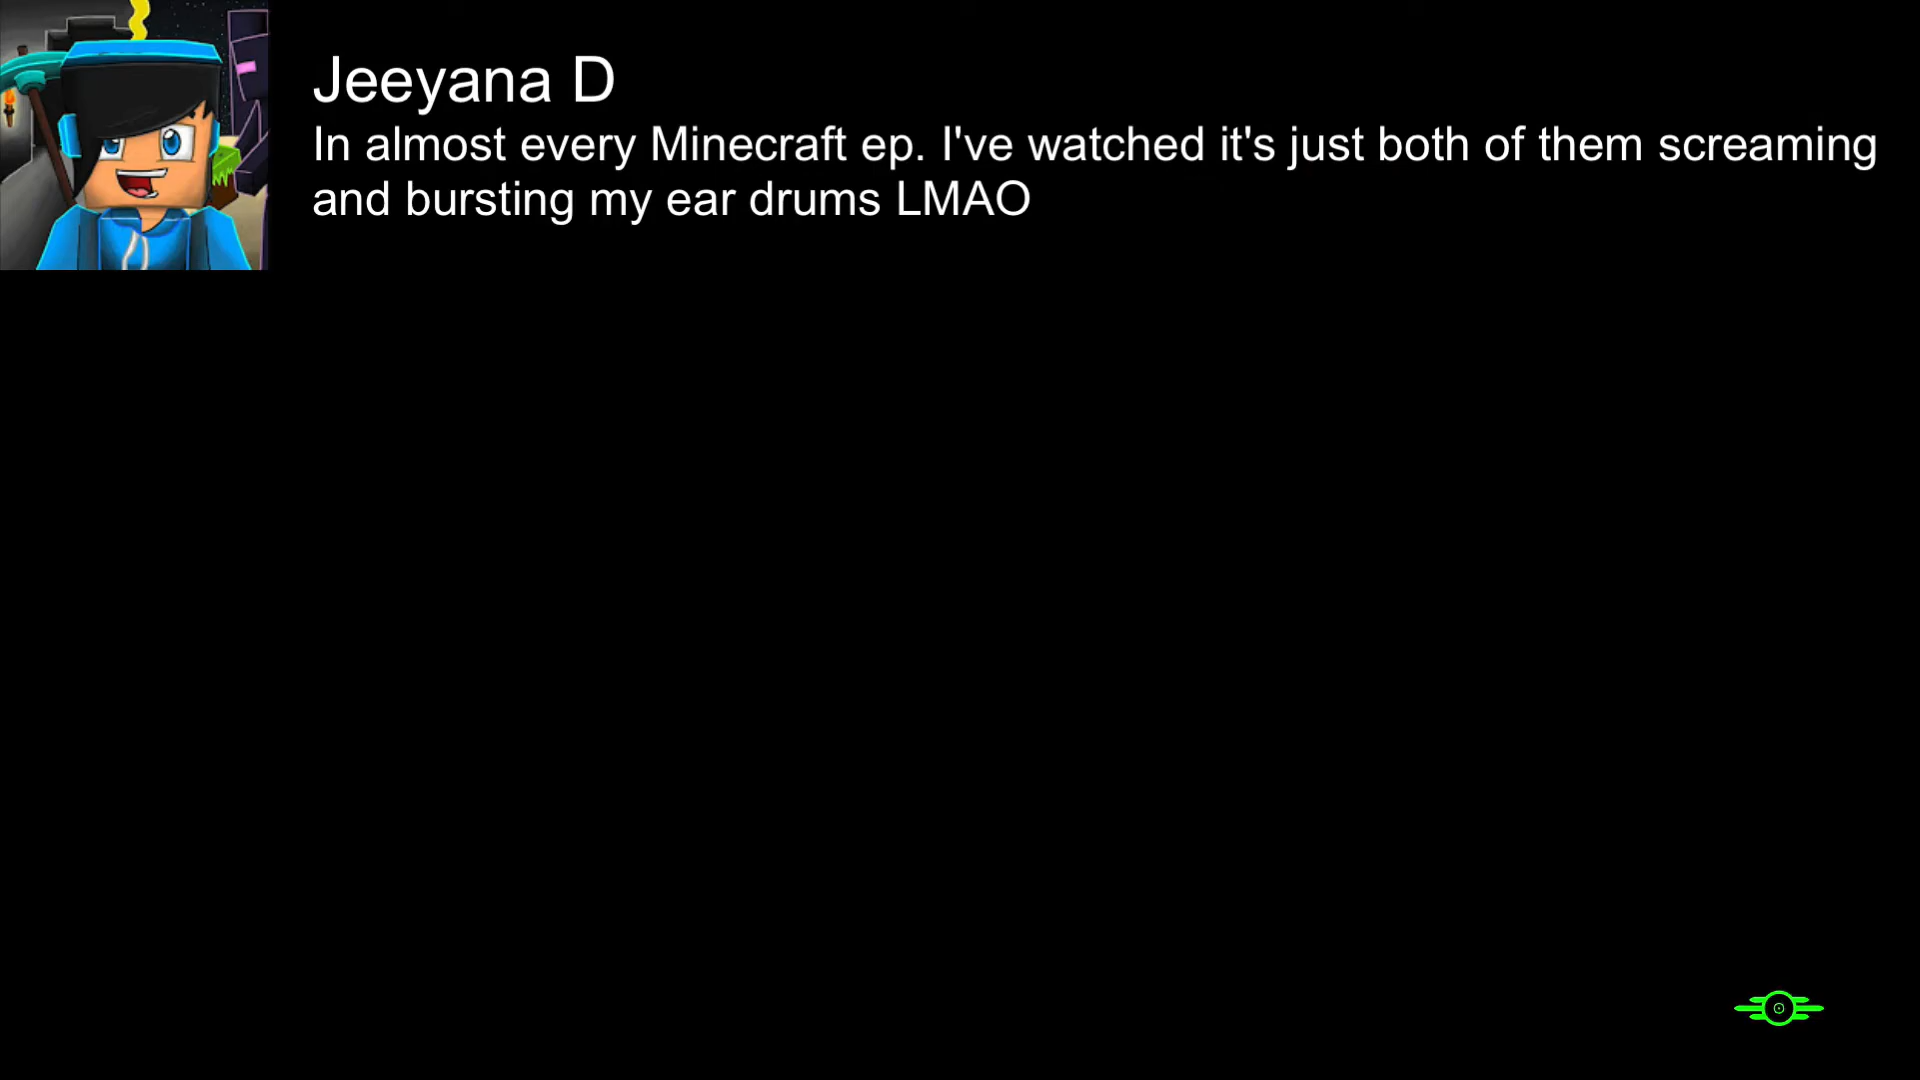 Jeeyana D
In almost every Minecraft ep. I've watched it's just both of them screaming
and bursting my ear drums LMAO